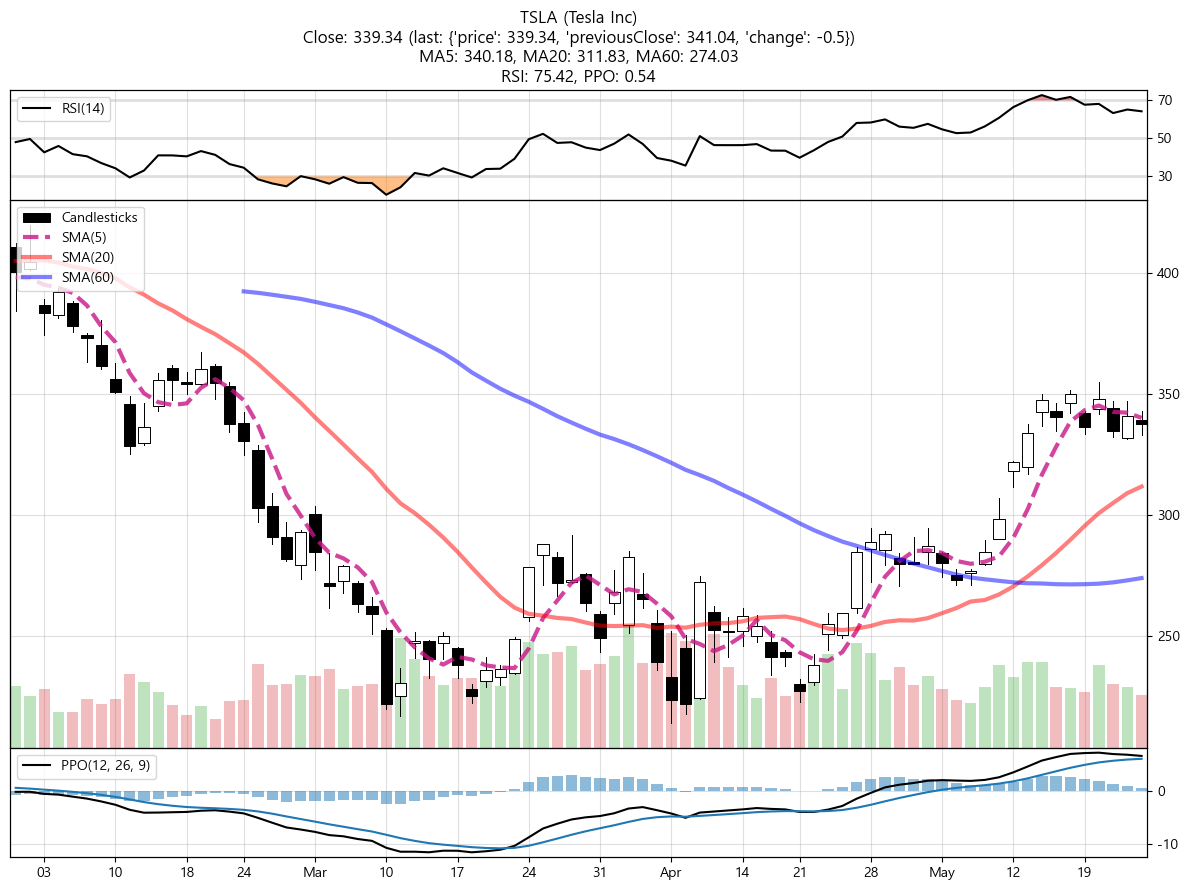 TSLA (Tesla Inc)
Close: 339.34 (last: {'price': 339.34, 'previousClose': 341.04, 'change': -0.5})
MA5: 340.18, MA20: 311.83, MA60: 274.03
RSI: 75.42, PPO: 0.54
RSI(14)
70
50
30
Candlesticks
SMA(5)
SMA(20)
SMA(60)
400
350
300
250
PPO(12, 26, 9)
0
-10
03 10 18 24 Mar 10 17 24 31 Apr 14 21 28 May 12 19